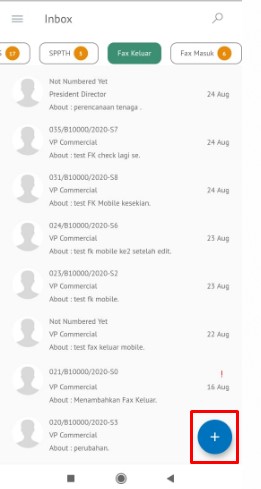 Inbox
17 SPPTH 3 Fax Keluar Fax Masuk 4
Not Numbered Yet
President Director 24 Aug
About : perencanaan tenaga .
035/B10000/2020-S7
VP Commercial 24 Aug
About : test FK check lagi se.
031/B10000/2020-S8
VP Commercial 24 Aug
About : test FK Mobile kesekian.
024/B10000/2020-S6
VP Commercial 23 Aug
About : test fk mobile ke2 setelah edit.
023/B10000/2020-S2
VP Commercial 23 Aug
About : test fk mobile.
Not Numbered Yet
VP Commercial 22 Aug
About : test fax keluar mobile.
021/B10000/2020-S0 !
VP Commercial 16 Aug
About : Menambahkan Fax Keluar.
020/B10000/2020-S3
VP Commercial
About : perubahan.
+